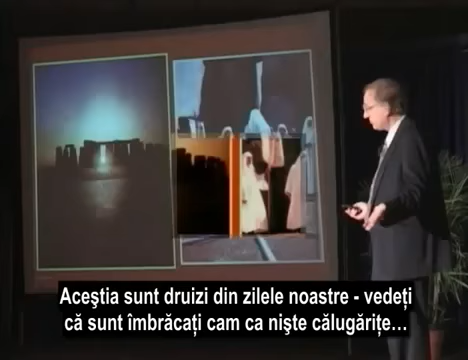 Aceştia sunt druizi din zilele noastre - vedeţi
că sunt îmbrăcaţi cam ca nişte călugăriţe…